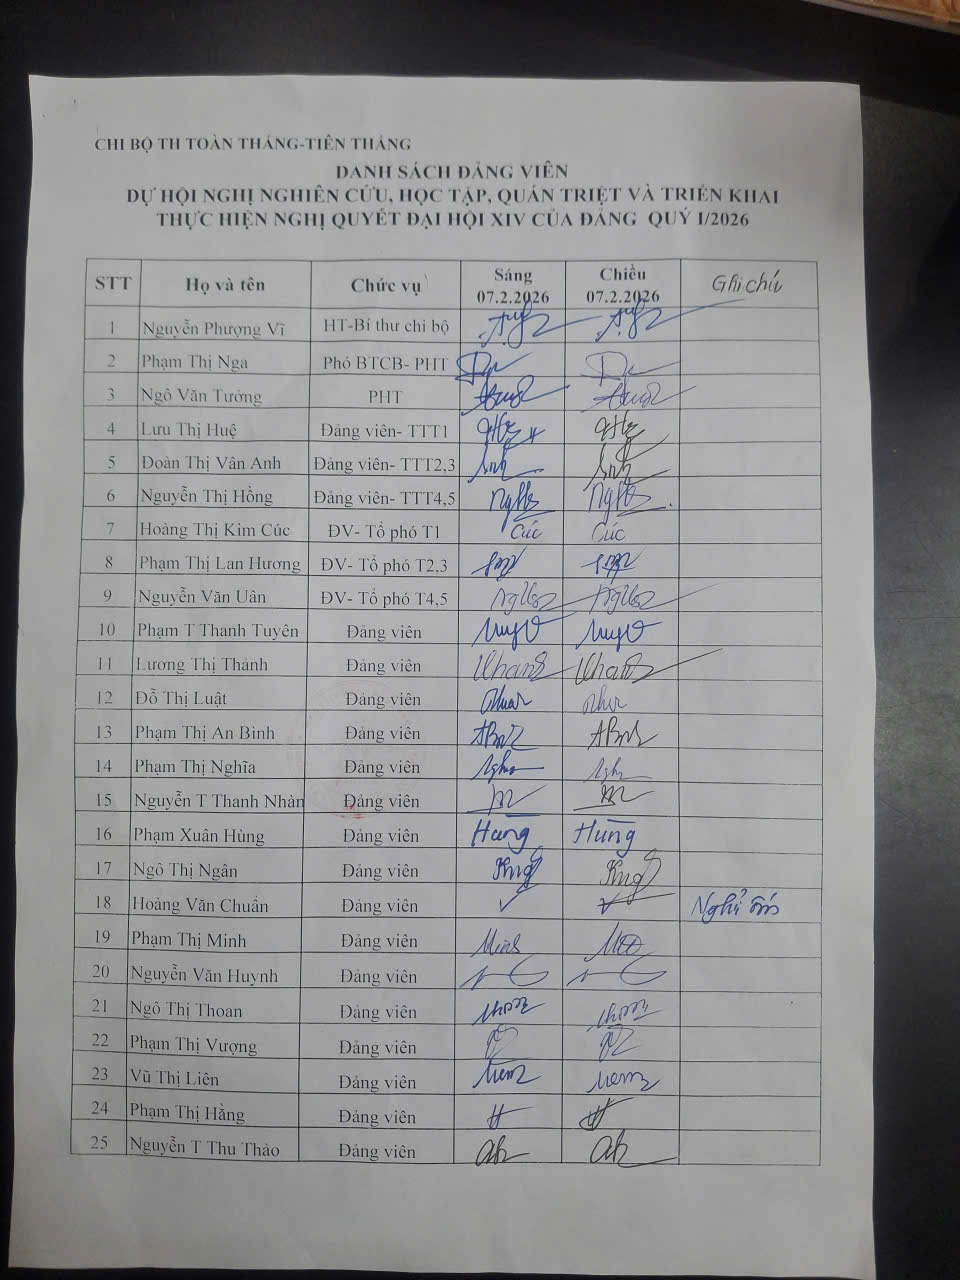 CHI BỘ TH TOÀN THẮNG-TIÊN THẮNG
DANH SÁCH ĐẢNG VIÊN
DỰ HỘI NGHỊ NGHIÊN CỨU, HỌC TẬP, QUÁN TRIỆT VÀ TRIỂN KHAI
THỰC HIỆN NGHỊ QUYẾT ĐẠI HỘI XIV CỦA ĐẢNG QUÝ I/2026
STT Họ và tên Chức vụ Sáng 07.2.2026 Chiều 07.2.2026 Ghi chú
1 Nguyễn Phượng Vĩ HT-Bí thư chi bộ
2 Phạm Thị Nga Phó BTCB- PHT
3 Ngô Văn Tưởng PHT
4 Lưu Thị Huệ Đảng viên- TTT1
5 Đoàn Thị Vân Anh Đảng viên- TTT2,3
6 Nguyễn Thị Hồng Đảng viên- TTT4,5
7 Hoàng Thị Kim Cúc ĐV- Tổ phó T1 Cúc Cúc
8 Phạm Thị Lan Hương ĐV- Tổ phó T2,3
9 Nguyễn Văn Uân ĐV- Tổ phó T4,5
10 Phạm T Thanh Tuyên Đảng viên
11 Lương Thị Thảnh Đảng viên
12 Đỗ Thị Luật Đảng viên
13 Phạm Thị An Bình Đảng viên
14 Phạm Thị Nghĩa Đảng viên
15 Nguyễn T Thanh Nhàn Đảng viên
16 Phạm Xuân Hùng Đảng viên Hùng Hùng
17 Ngô Thị Ngân Đảng viên
18 Hoàng Văn Chuẩn Đảng viên Nghỉ ốm
19 Phạm Thị Minh Đảng viên
20 Nguyễn Văn Huynh Đảng viên
21 Ngô Thị Thoan Đảng viên
22 Phạm Thị Vượng Đảng viên
23 Vũ Thị Liên Đảng viên
24 Phạm Thị Hằng Đảng viên
25 Nguyễn T Thu Thảo Đảng viên